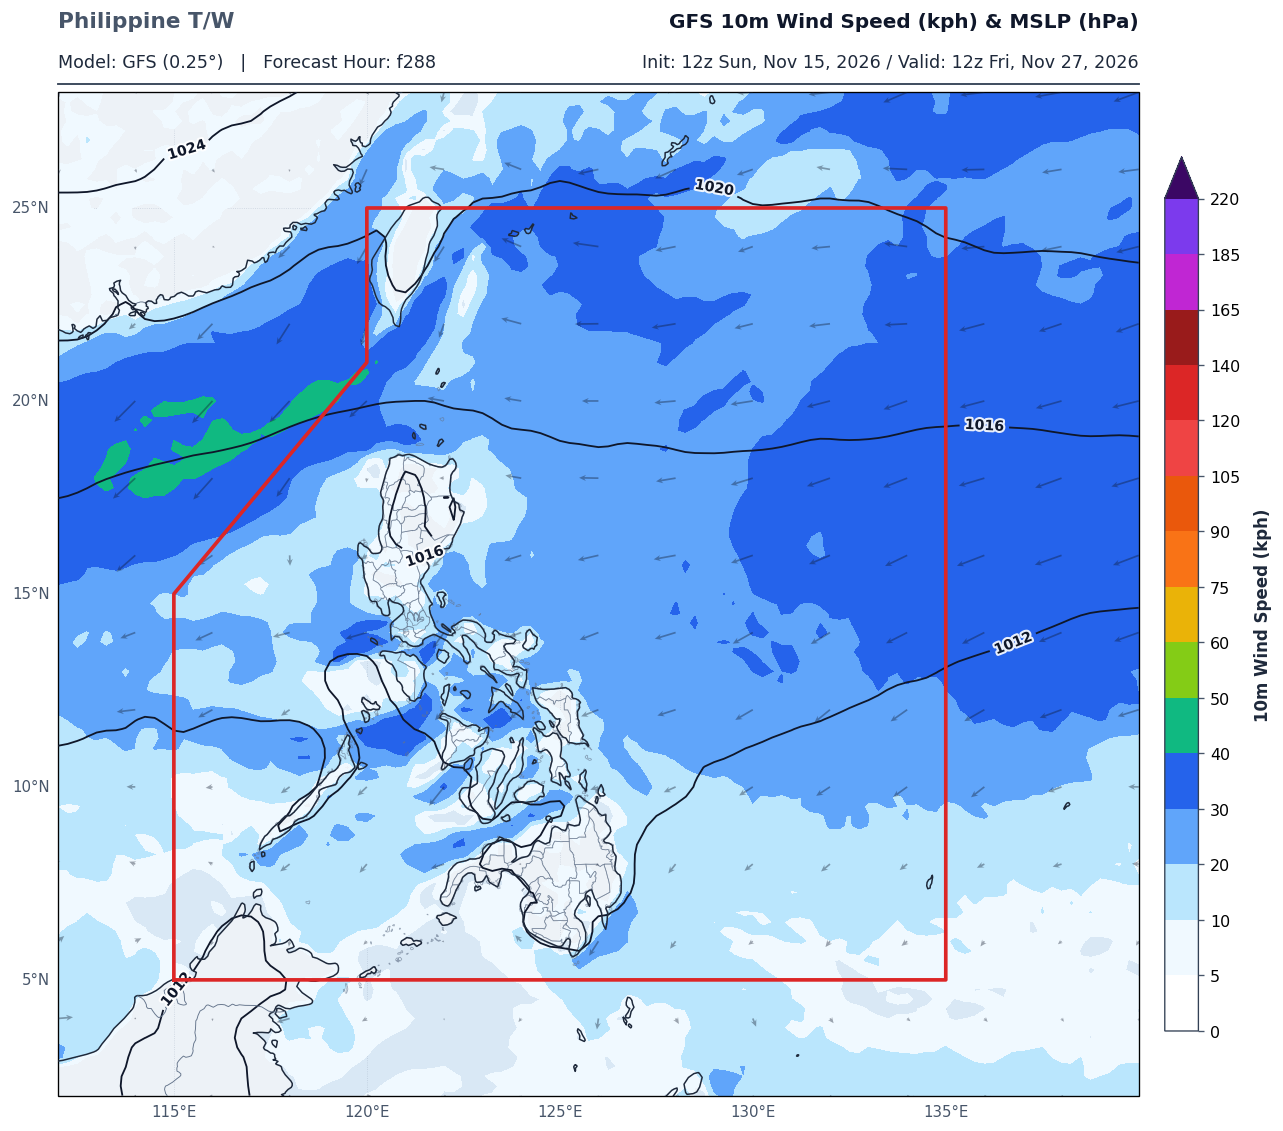 Philippine T/W
GFS 10m Wind Speed (kph) & MSLP (hPa)
Model: GFS (0.25°)   |   Forecast Hour: f288
Init: 12z Sun, Nov 15, 2026 / Valid: 12z Fri, Nov 27, 2026
1024
1020
1016
1016
1012
1012
25°N
20°N
15°N
10°N
5°N
115°E
120°E
125°E
130°E
135°E
220
185
165
140
120
105
90
75
60
50
40
30
20
10
5
0
10m Wind Speed (kph)